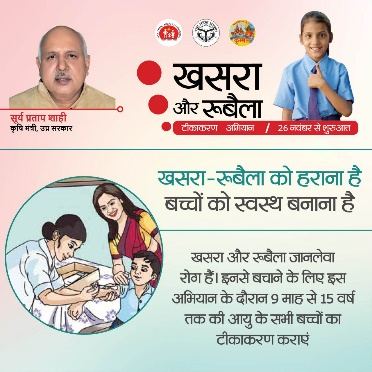 खसरा
और रूबैला
टीकाकरण अभियान / 26 नवंबर से शुरुआत
सूर्य प्रताप शाही
कृषि मंत्री, उप्र सरकार
खसरा-रूबैला को हराना है
बच्चों को स्वस्थ बनाना है
खसरा और रूबैला जानलेवा
रोग हैं। इनसे बचाने के लिए इस
अभियान के दौरान 9 माह से 15 वर्ष
तक की आयु के सभी बच्चों का
टीकाकरण कराएं